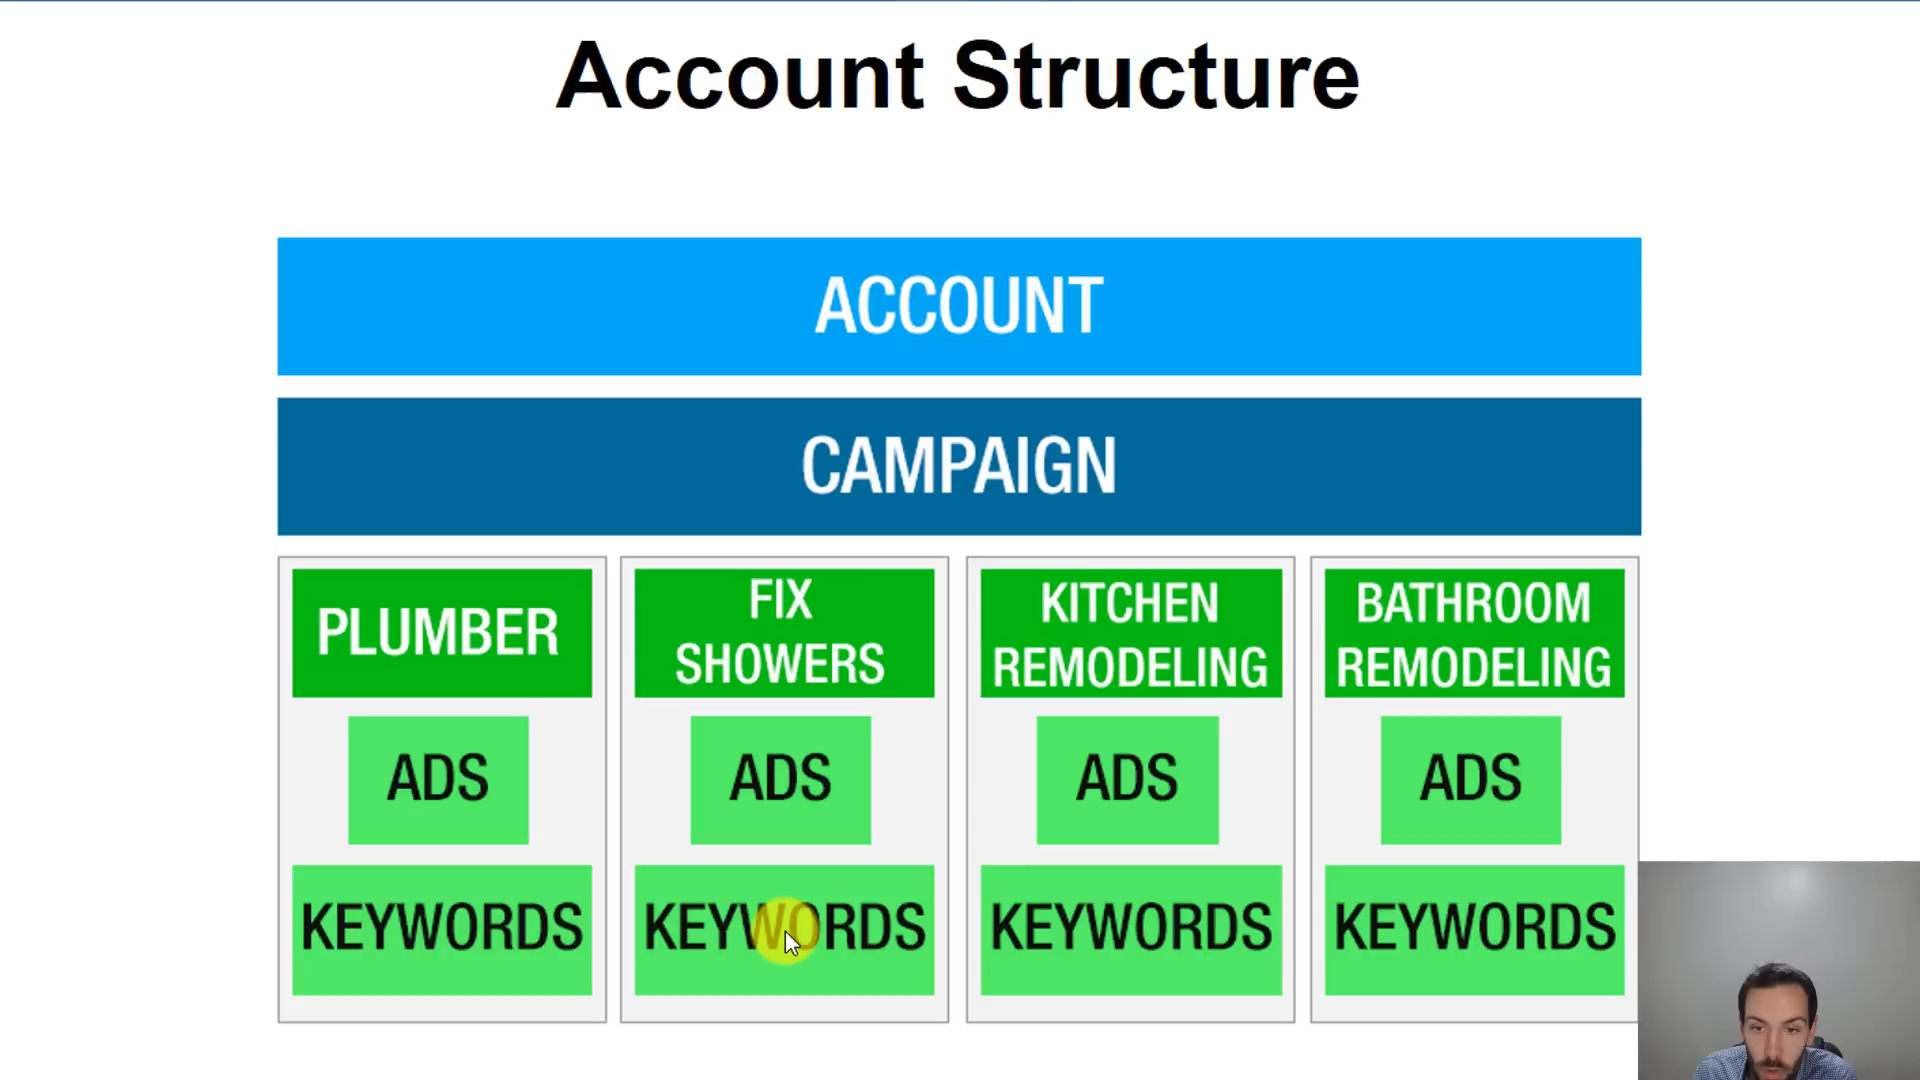 Account Structure
ACCOUNT
CAMPAIGN
PLUMBER
ADS
KEYWORDS
FIX
SHOWERS
ADS
KEYWORDS
KITCHEN
REMODELING
ADS
KEYWORDS
BATHROOM
REMODELING
ADS
KEYWORDS